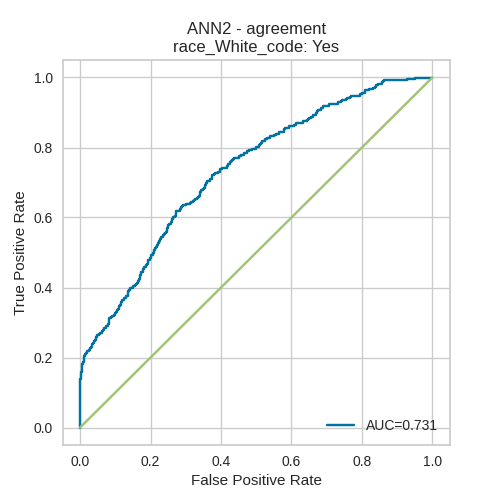 ANN2 - agreement
race_White_code: Yes
1.0
0.8
0.6
0.4
0.2
0.0
True Positive Rate
AUC=0.731
0.0 0.2 0.4 0.6 0.8 1.0
False Positive Rate